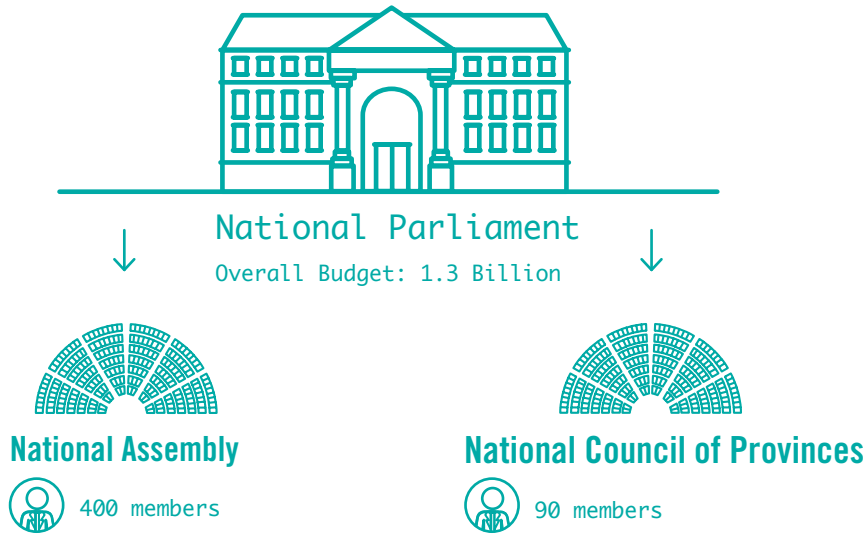 National Parliament
Overall Budget: 1.3 Billion
National Assembly
400 members
National Council of Provinces
90 members